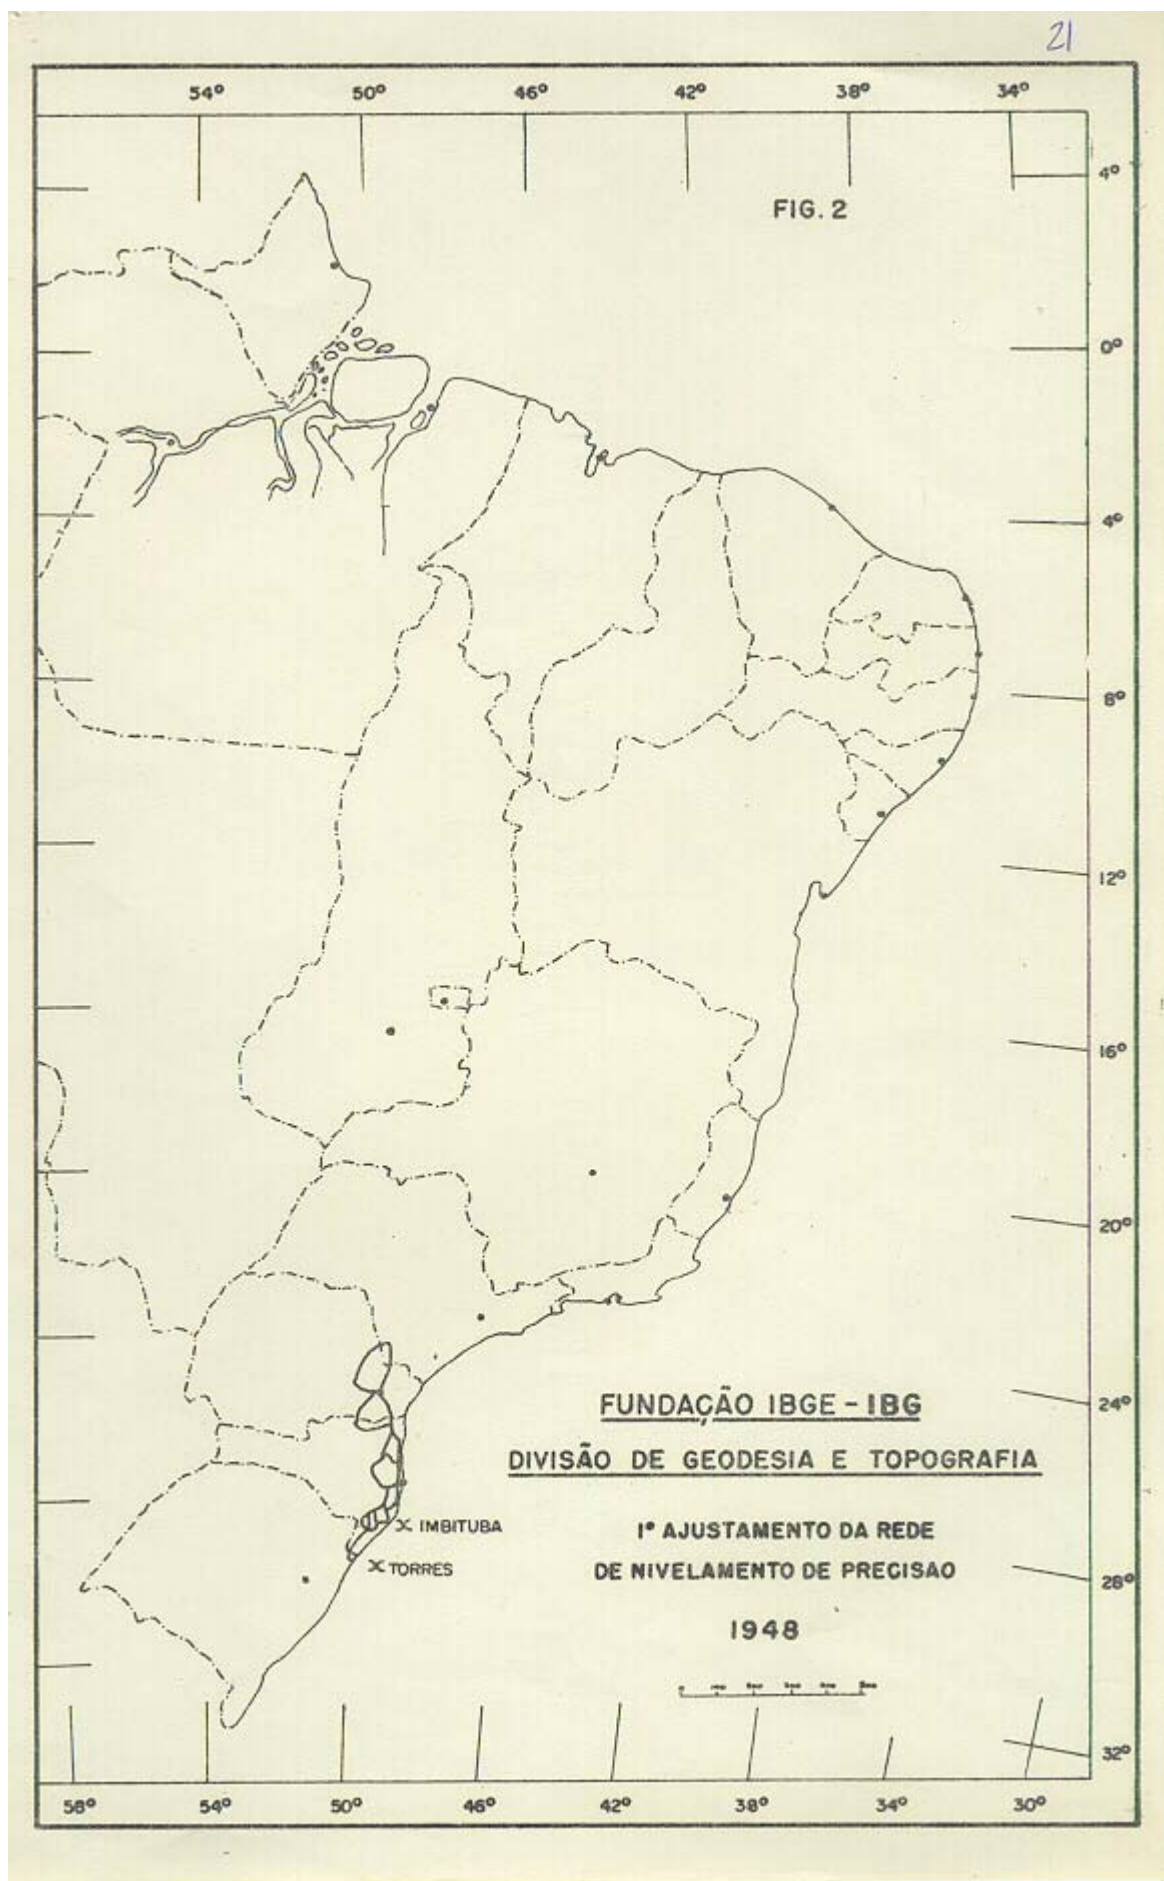 21
54° 50° 46° 42° 38° 34°
4°
FIG. 2
0°
4°
8°
12°
16°
20°
24°
FUNDAÇÃO IBGE - IBG
DIVISÃO DE GEODESIA E TOPOGRAFIA
IMBITUBA
TORRES
1º AJUSTAMENTO DA REDE
DE NIVELAMENTO DE PRECISAO
28°
1948
0
32°
58° 54° 50° 46° 42° 38° 34° 30°